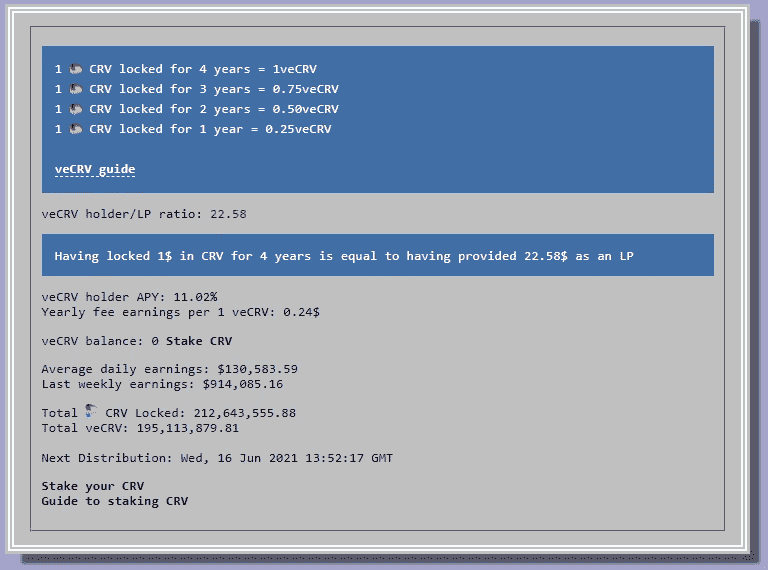 1 CRV locked for 4 years = 1veCRV
1 CRV locked for 3 years = 0.75veCRV
1 CRV locked for 2 years = 0.50veCRV
1 CRV locked for 1 year = 0.25veCRV
veCRV guide
veCRV holder/LP ratio: 22.58
Having locked 1$ in CRV for 4 years is equal to having provided 22.58$ as an LP
veCRV holder APY: 11.02%
Yearly fee earnings per 1 veCRV: 0.24$
veCRV balance: 0 Stake CRV
Average daily earnings: $130,583.59
Last weekly earnings: $914,085.16
Total CRV Locked: 212,643,555.88
Total veCRV: 195,113,879.81
Next Distribution: Wed, 16 Jun 2021 13:52:17 GMT
Stake your CRV
Guide to staking CRV